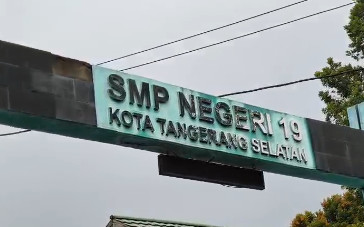 SMP NEGERI 19
KOTA TANGERANG SELATAN